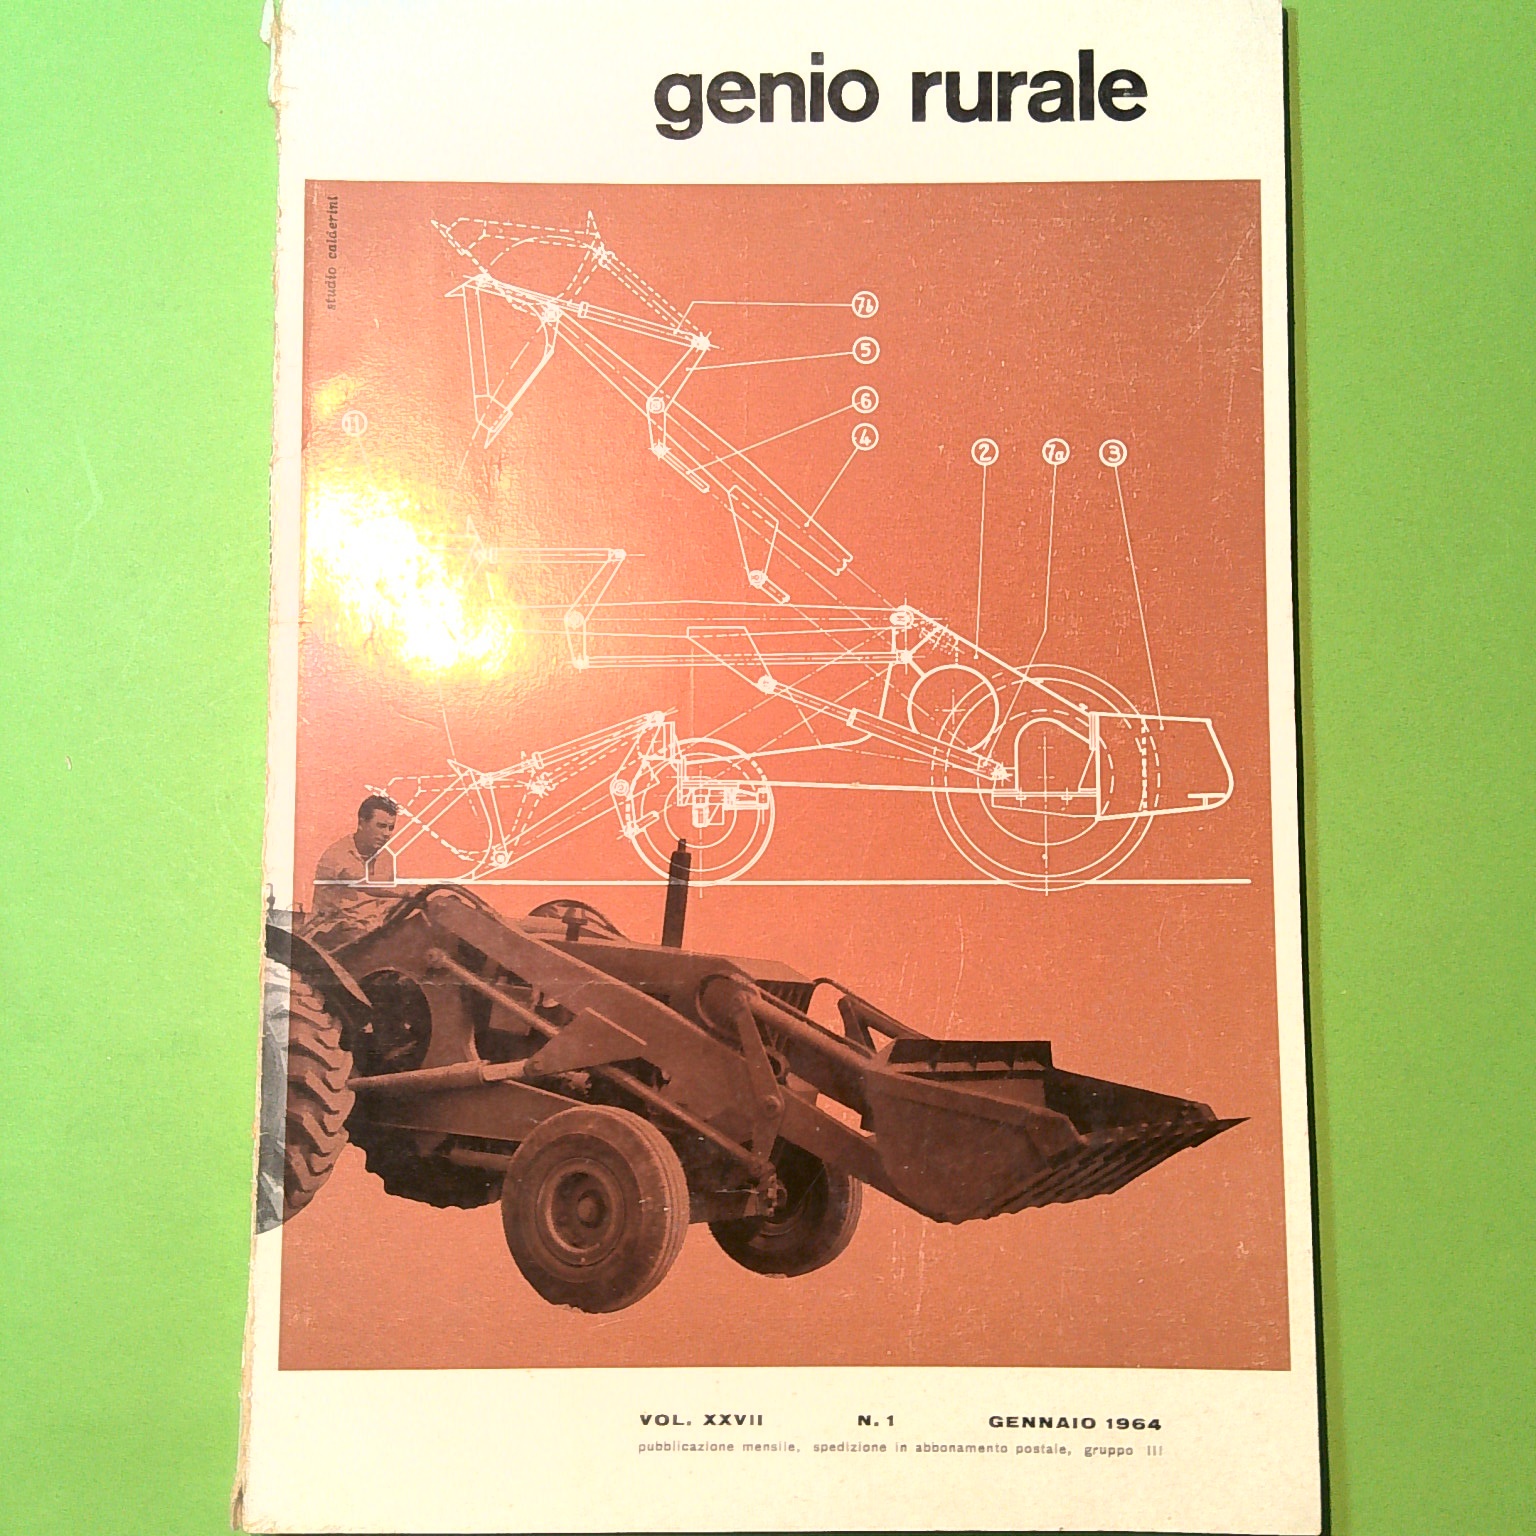 genio rurale
studio calderini
7b
5
6
4
11
2
7a
3
VOL. XXVII N. 1 GENNAIO 1964
pubblicazione mensile, spedizione in abbonamento postale, gruppo III